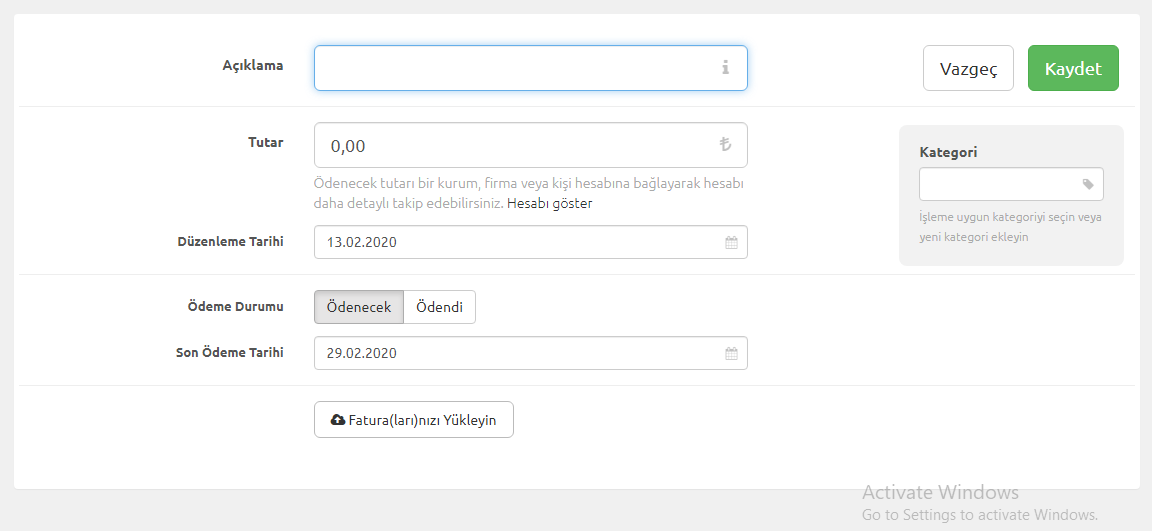 Açıklama
Vazgeç
Kaydet
Tutar
0,00
Ödenecek tutarı bir kurum, firma veya kişi hesabına bağlayarak hesabı
daha detaylı takip edebilirsiniz. Hesabı göster
Kategori
İşleme uygun kategoriyi seçin veya
yeni kategori ekleyin
Düzenleme Tarihi
13.02.2020
Ödeme Durumu
Ödenecek
Ödendi
Son Ödeme Tarihi
29.02.2020
Fatura(ları)nızı Yükleyin
Activate Windows
Go to Settings to activate Windows.